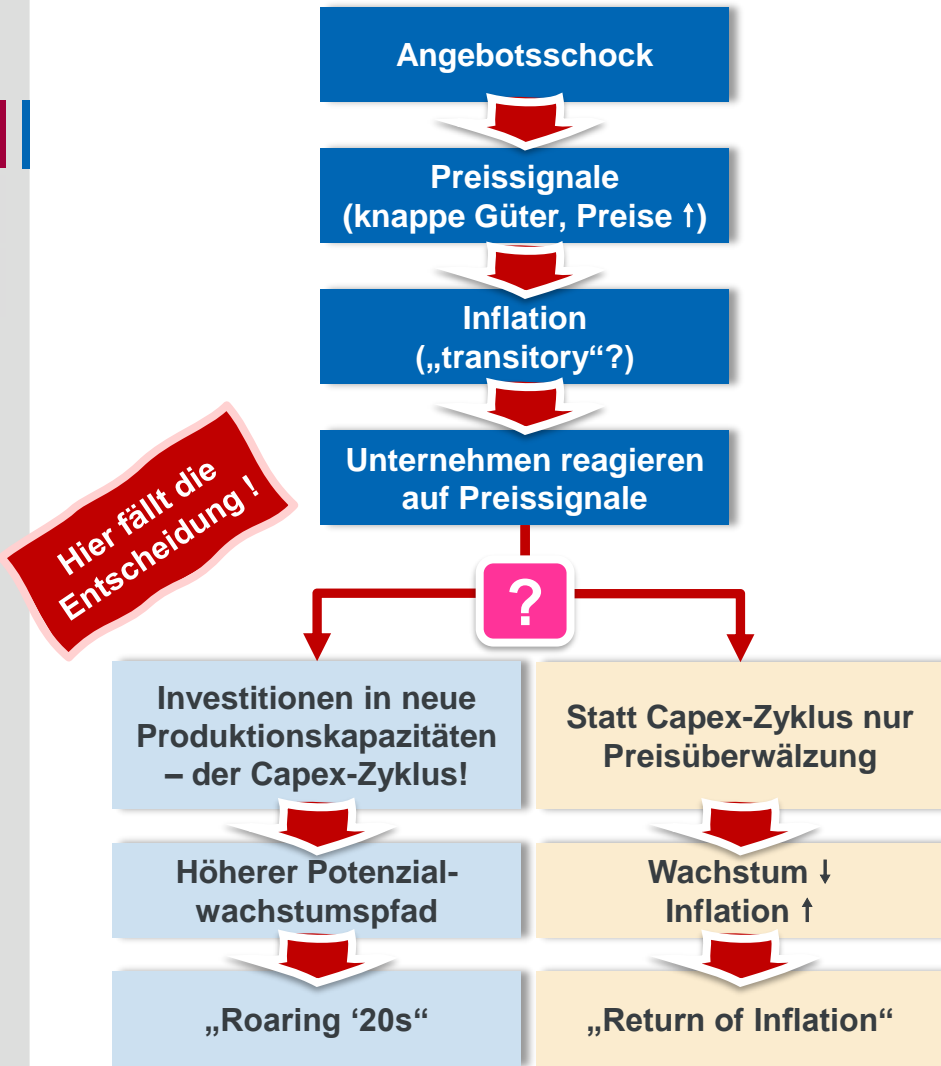 Angebotsschock
Preissignale
(knappe Güter, Preise ↑)
Inflation
(„transitory“?)
Unternehmen reagieren
auf Preissignale
Hier fällt die
Entscheidung !
?
Investitionen in neue
Produktionskapazitäten
– der Capex-Zyklus!
Statt Capex-Zyklus nur
Preisüberwälzung
Höherer Potenzial-
wachstumspfad
Wachstum ↓
Inflation ↑
„Roaring ‘20s“
„Return of Inflation“